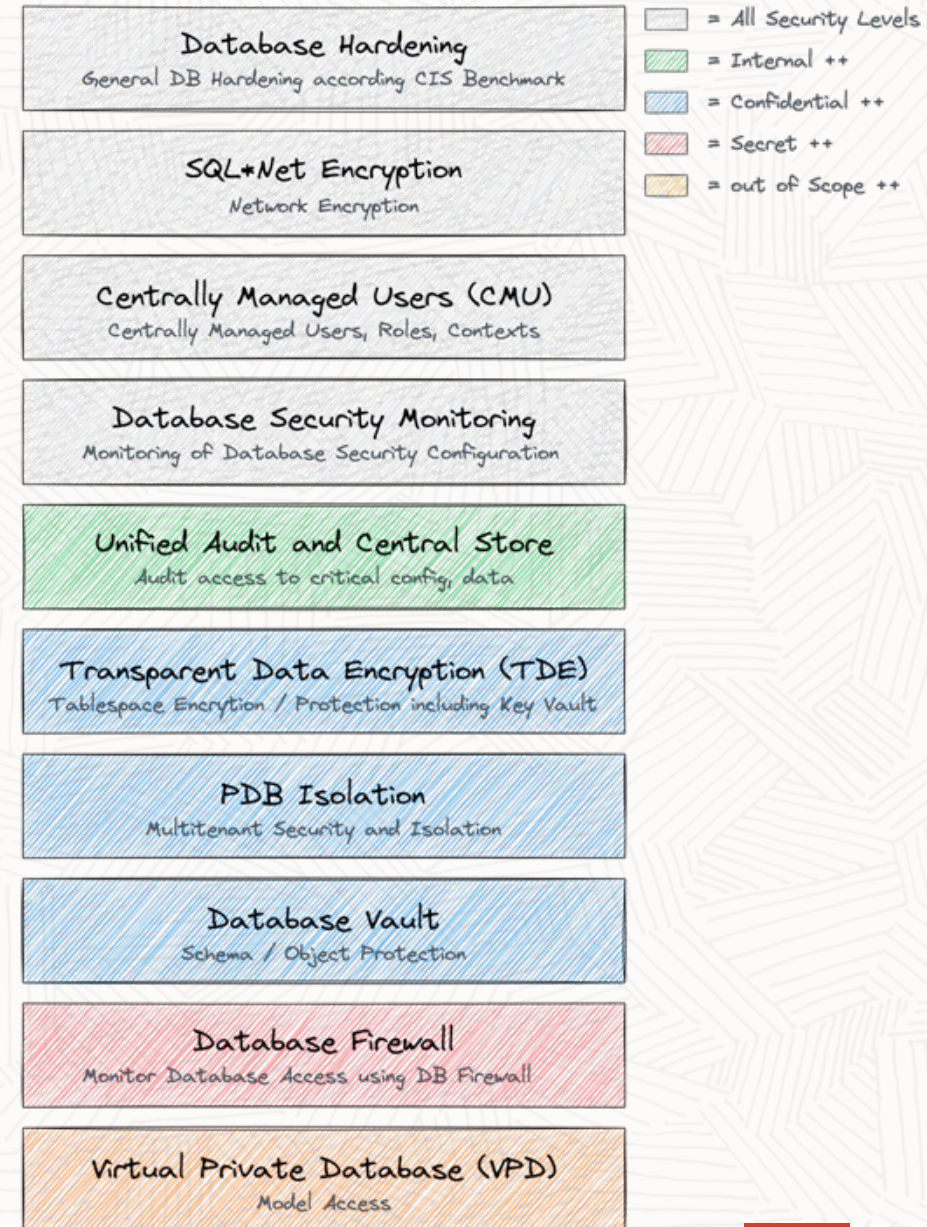 Database Hardening
General DB Hardening according CIS Benchmark
SQL*Net Encryption
Network Encryption
Centrally Managed Users (CMU)
Centrally Managed Users, Roles, Contexts
Database Security Monitoring
Monitoring of Database Security Configuration
Unified Audit and Central Store
Audit access to critical config, data
Transparent Data Encryption (TDE)
Tablespace Encrytion / Protection including Key Vault
PDB Isolation
Multitenant Security and Isolation
Database Vault
Schema / Object Protection
Database Firewall
Monitor Database Access using DB Firewall
Virtual Private Database (VPD)
Model Access
= All Security Levels
= Internal ++
= Confidential ++
= Secret ++
= out of Scope ++